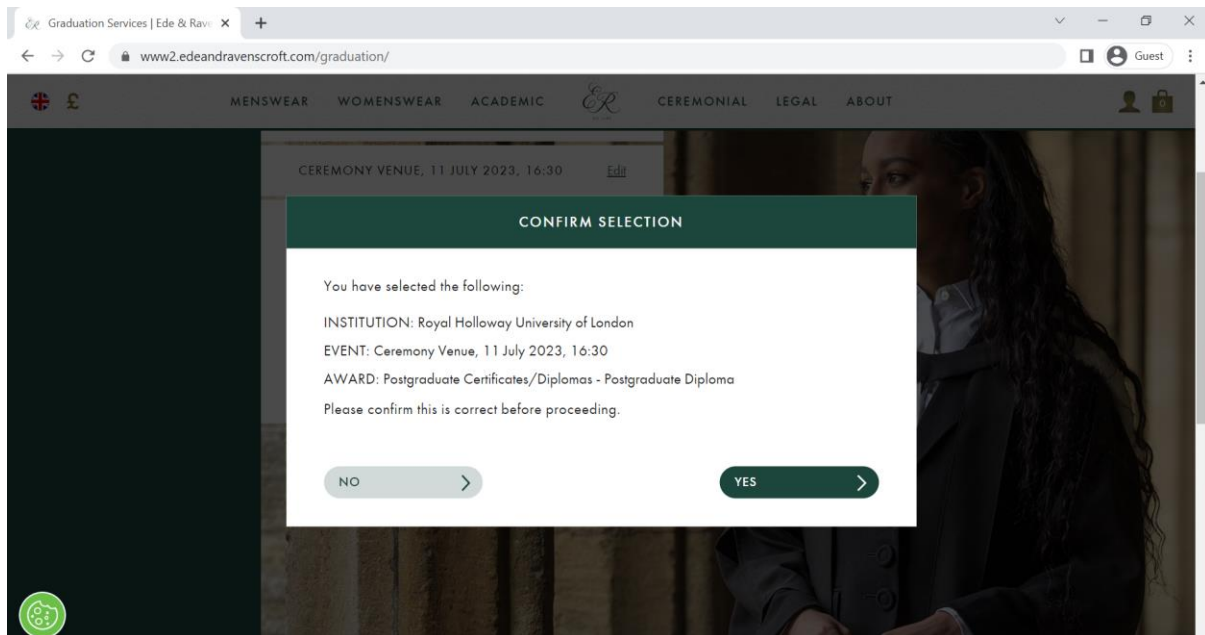 Graduation Services | Ede & Rave
www2.edeandravenscroft.com/graduation/
Guest
£ MENSWEAR WOMENSWEAR ACADEMIC ER CEREMONIAL LEGAL ABOUT 0
CEREMONY VENUE, 11 JULY 2023, 16:30 Edit
CONFIRM SELECTION
You have selected the following:
INSTITUTION: Royal Holloway University of London
EVENT: Ceremony Venue, 11 July 2023, 16:30
AWARD: Postgraduate Certificates/Diplomas - Postgraduate Diploma
Please confirm this is correct before proceeding.
NO YES